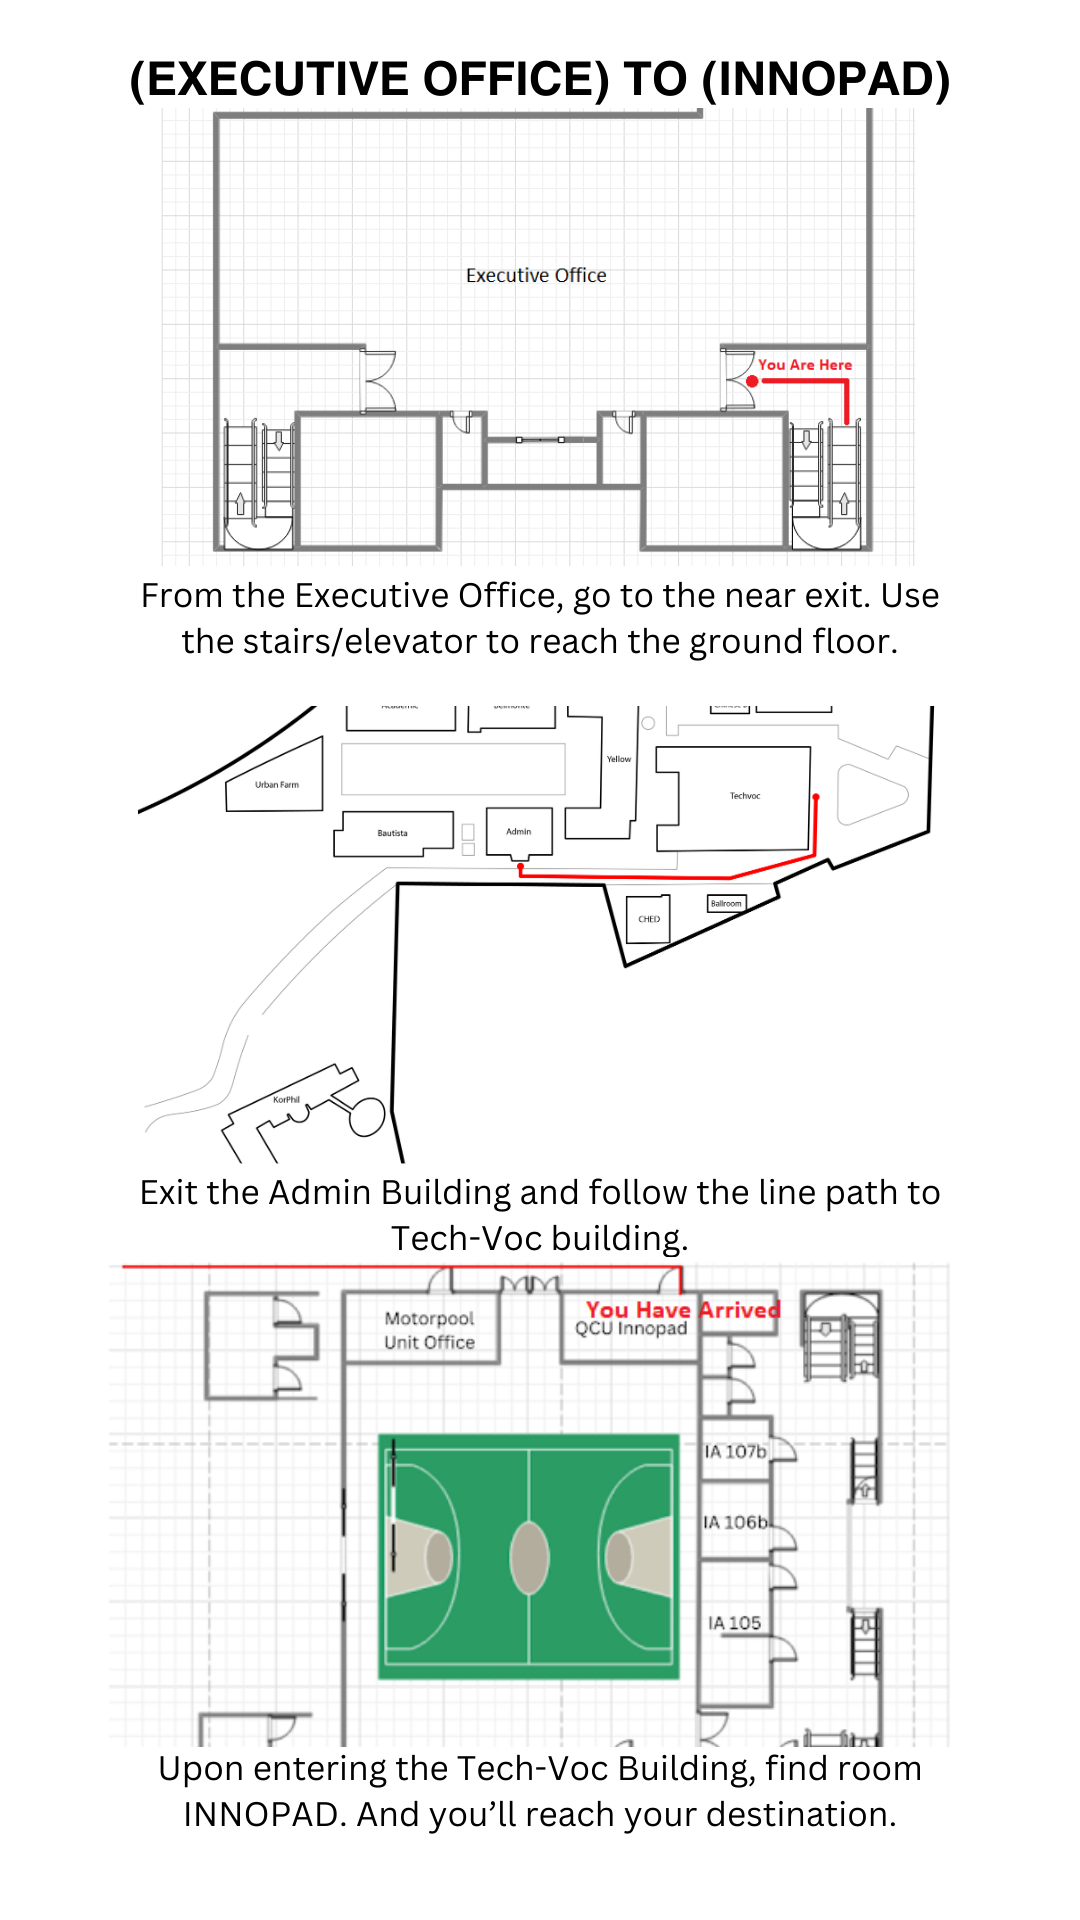 (EXECUTIVE OFFICE) TO (INNOPAD)
Executive Office
You Are Here
From the Executive Office, go to the near exit. Use
the stairs/elevator to reach the ground floor.
Yellow
Urban Farm
Techvoc
Bautista
Admin
CHED
Ballroom
KorPhil
Exit the Admin Building and follow the line path to
Tech-Voc building.
You Have Arrived
Motorpool
Unit Office
QCU Innopad
IA 107b
IA 106b
IA 105
Upon entering the Tech-Voc Building, find room
INNOPAD. And you’ll reach your destination.